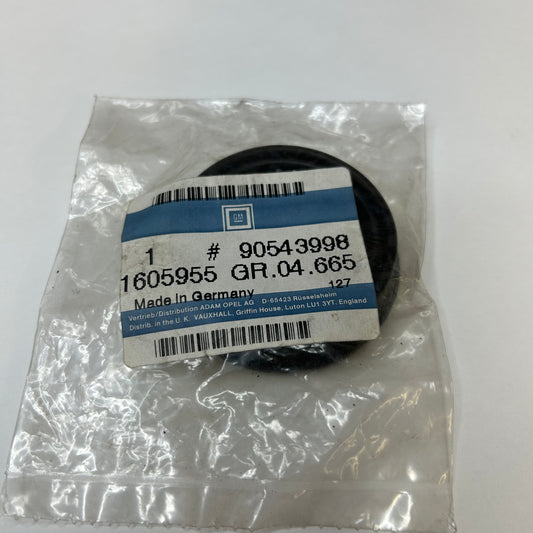 GM
1 # 90543998
1605955 GR.04.665
Made in Germany 127
Vertrieb/Distribution ADAM OPEL AG D-65423 Rüsselsheim
Distrib. in the U.K. VAUXHALL, Griffin House, Luton LU1 3YT. England